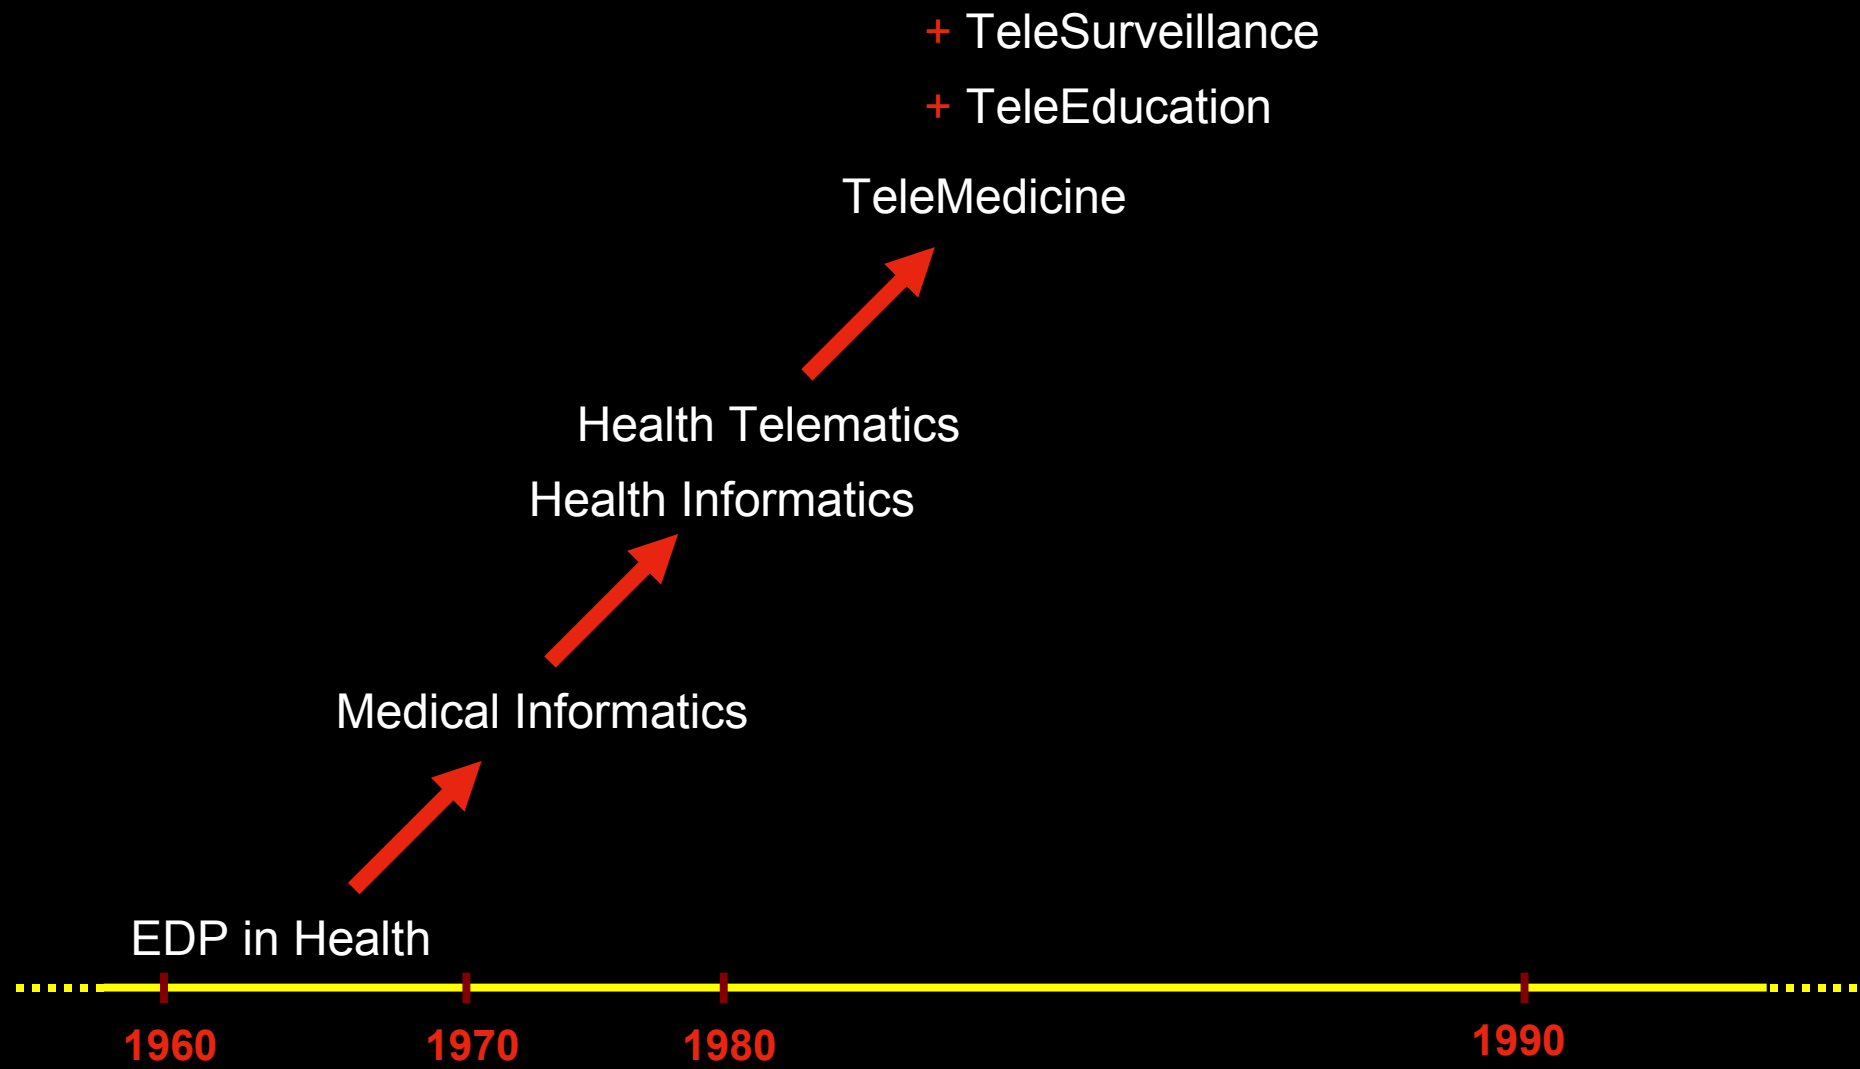 + TeleSurveillance
+ TeleEducation
TeleMedicine
Health Telematics
Health Informatics
Medical Informatics
EDP in Health
1960 1970 1980 1990